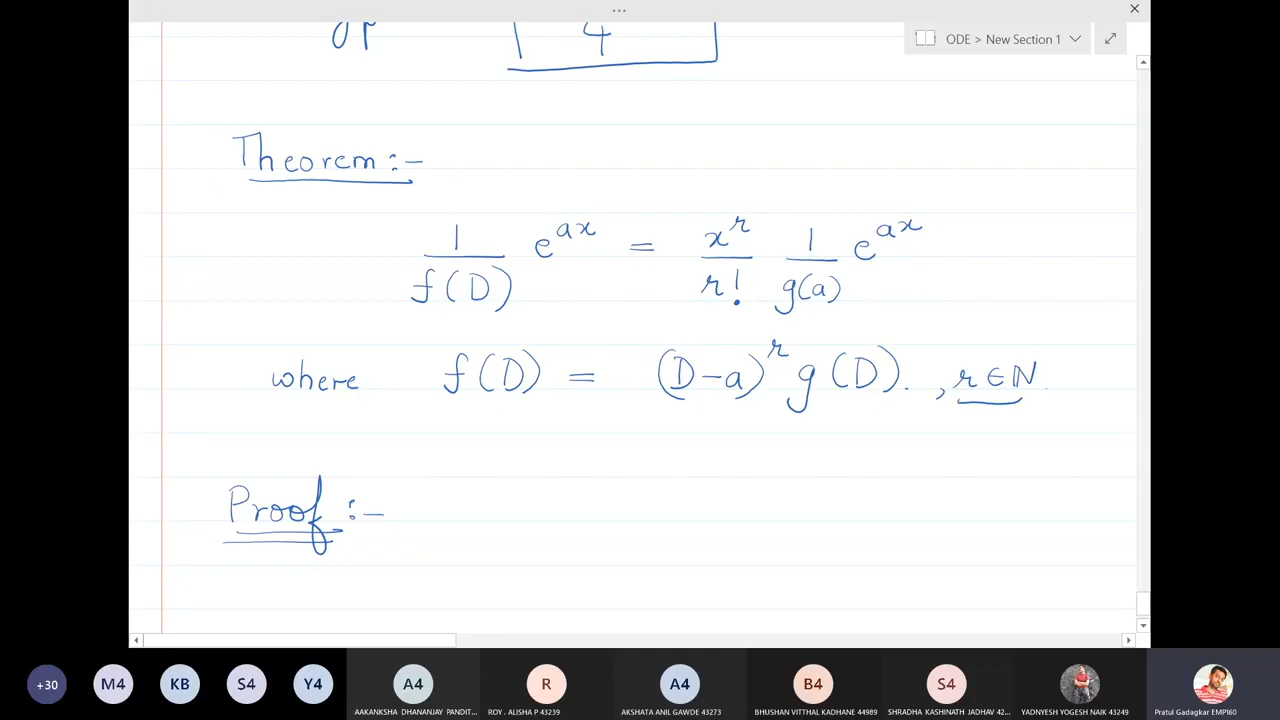 ODE > New Section 1
or 4
Theorem :-
1/f(D) e^{ax} = x^r/r! 1/g(a) e^{ax}
where f(D) = (D-a)^r g(D). , r∈ℕ.
Proof :-
+30 M4 KB S4 Y4 A4 R A4 B4 S4
AAKANKSHA DHANANJAY PANDIT... ROY . ALISHA P 43239 AKSHATA ANIL GAWDE 43273 BHUSHAN VITTHAL KADHANE 44989 SHRADHA KASHINATH JADHAV 42... YADNYESH YOGESH NAIK 43249 Pratul Gadagkar EMP160